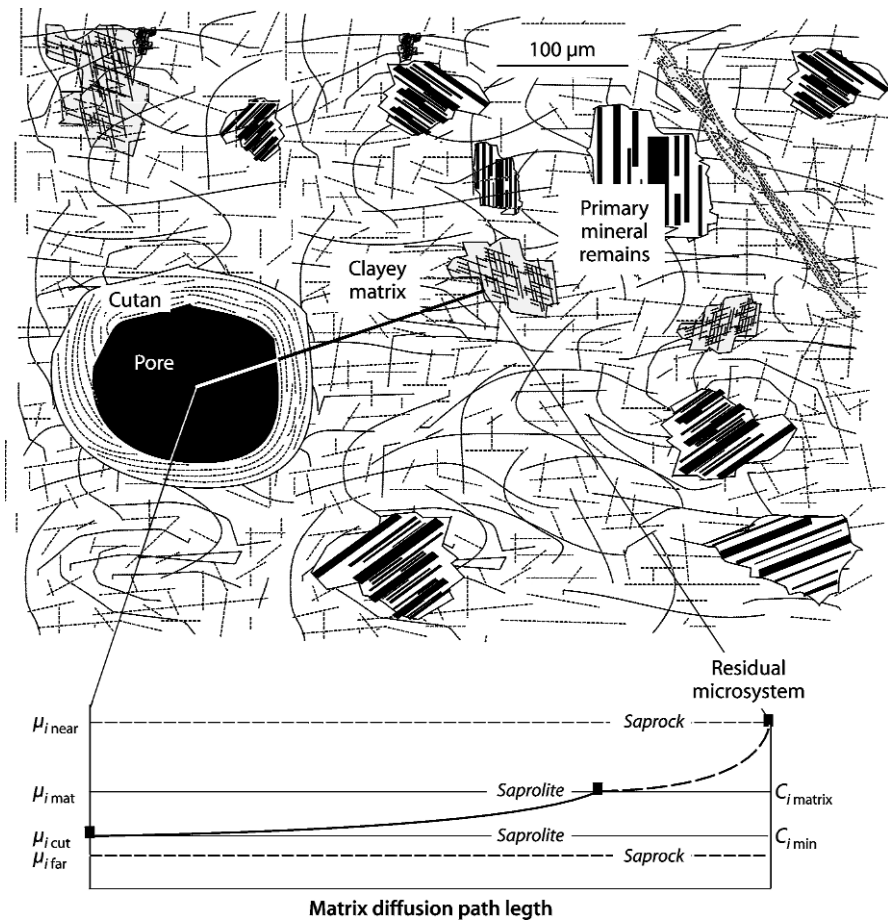 100 µm
Primary
mineral
remains
Clayey
matrix
Cutan
Pore
Residual
microsystem
μi near
Saprock
μi mat
Saprolite
Ci matrix
μi cut
Saprolite
Ci min
μi far
Saprock
Matrix diffusion path legth